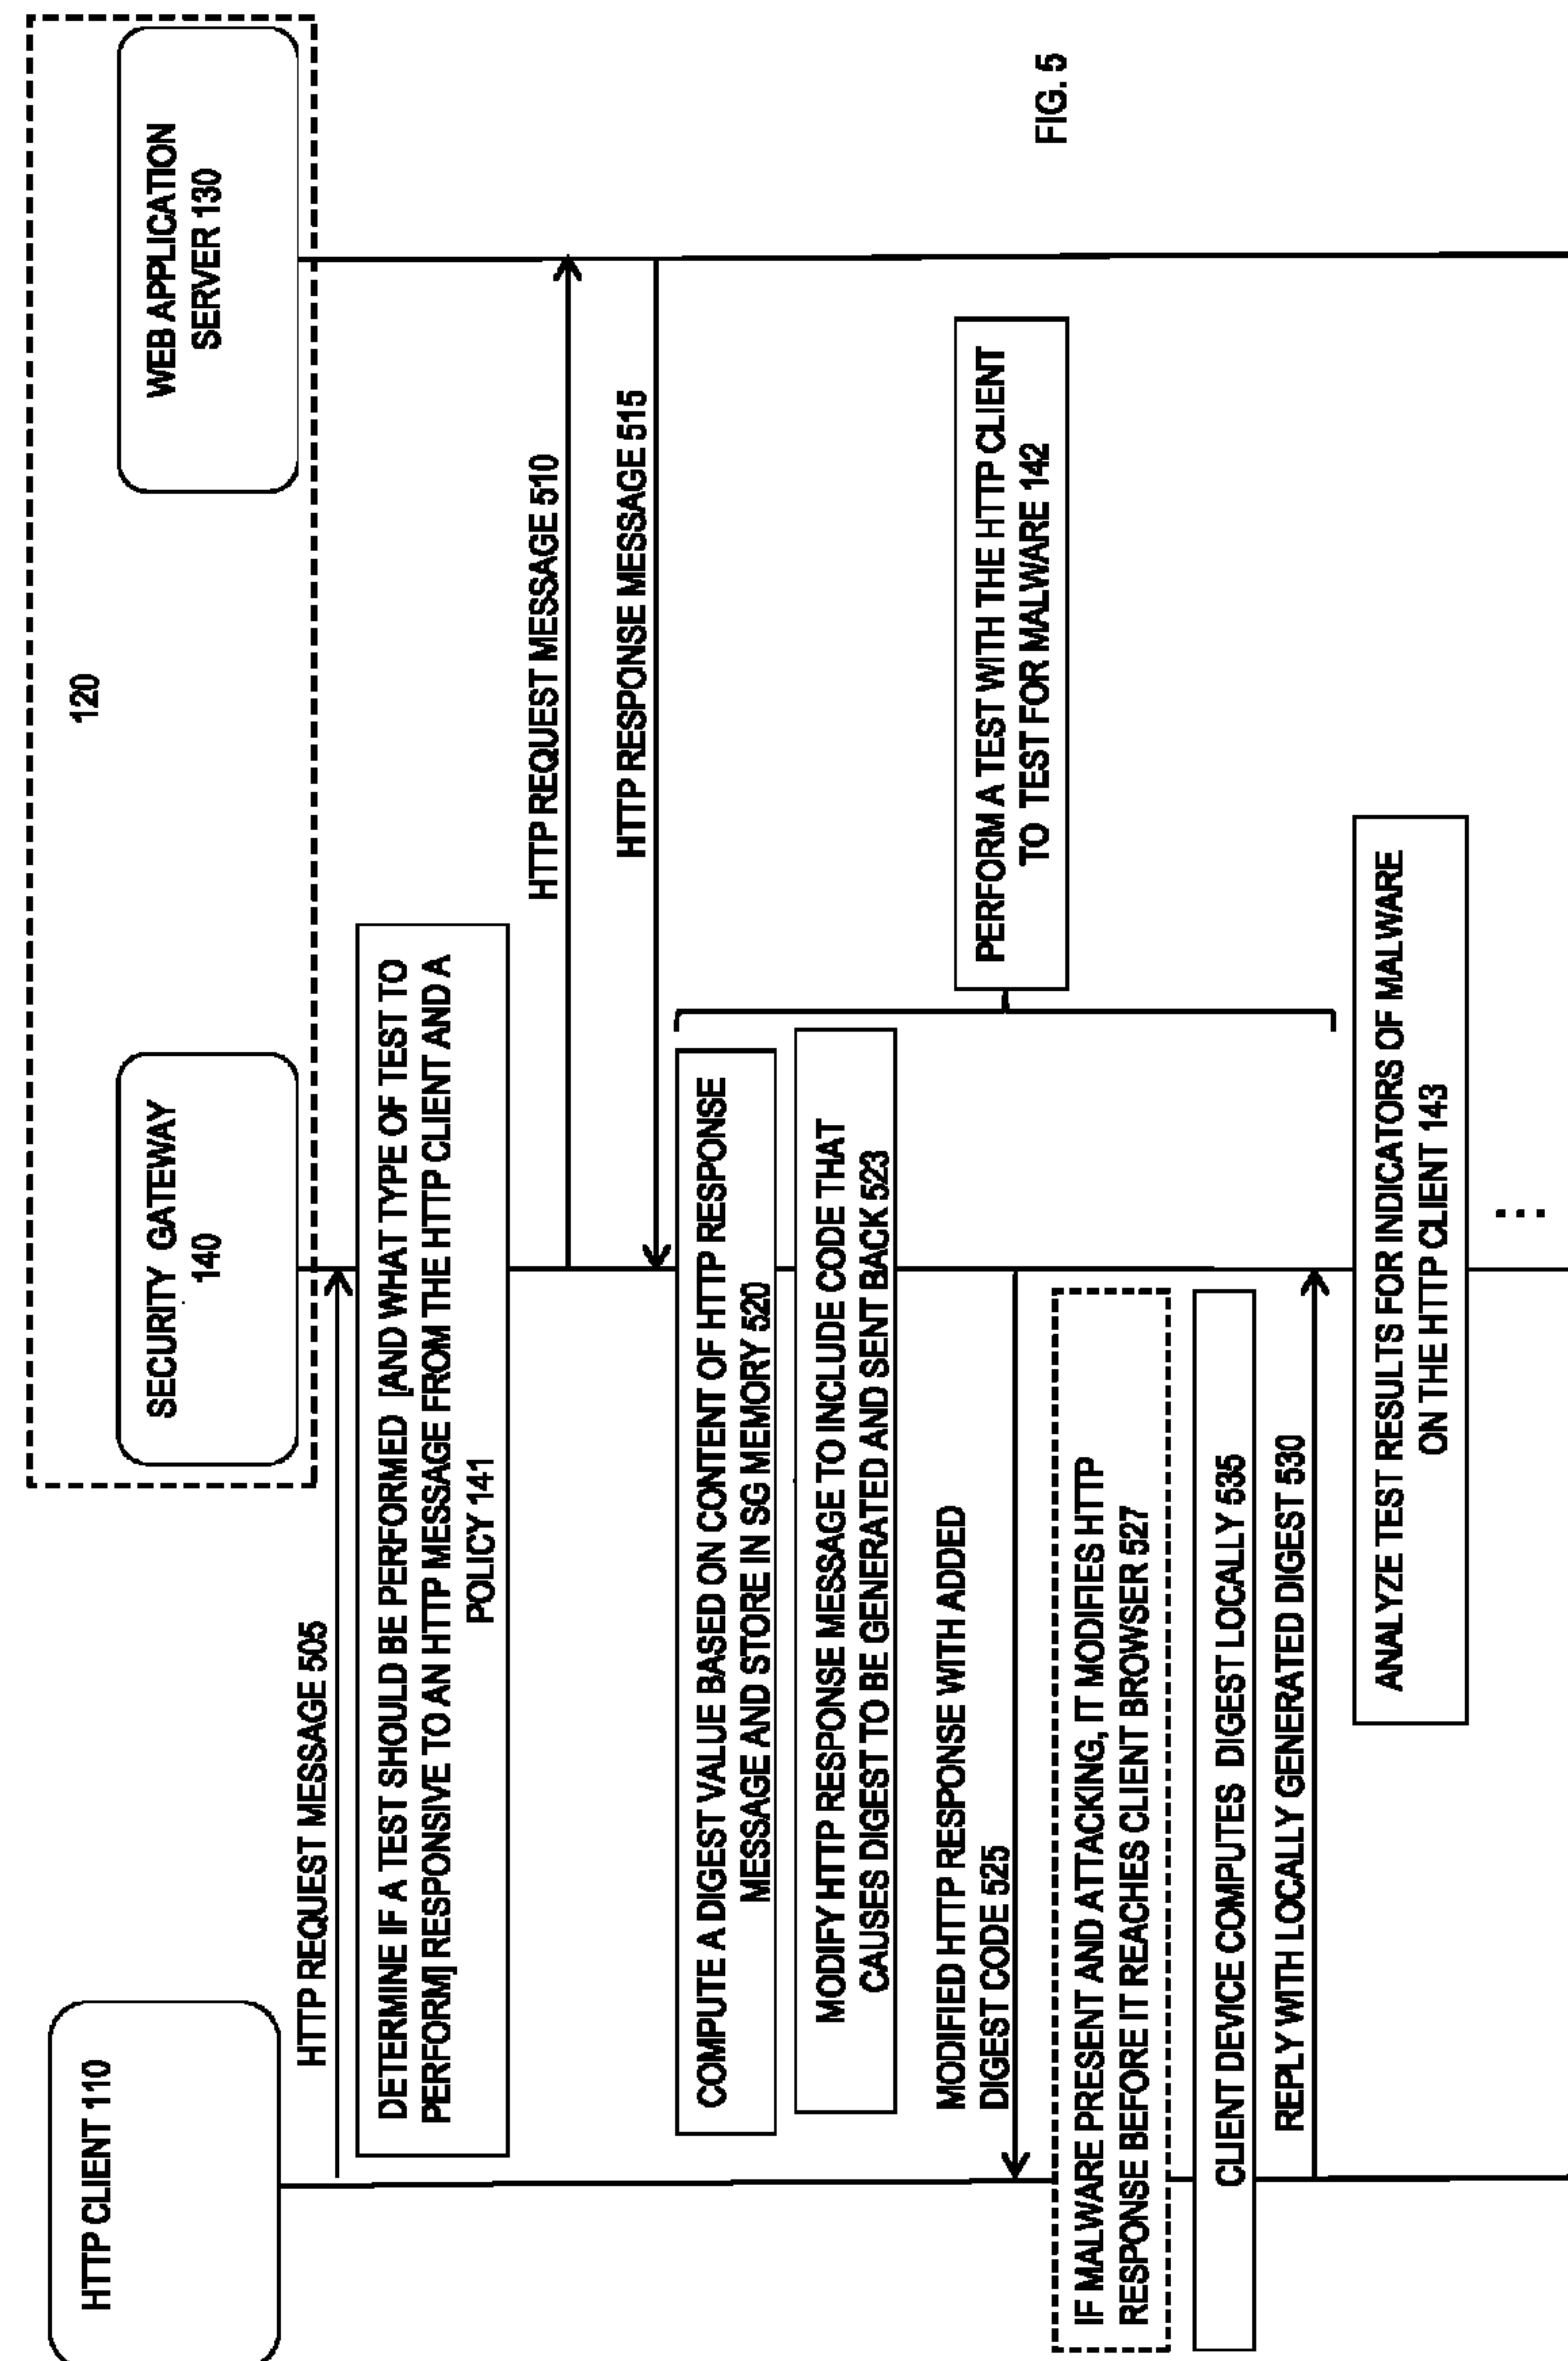 HTTP CLIENT 110
SECURITY GATEWAY
140
120
WEB APPLICATION
SERVER 130
HTTP REQUEST MESSAGE 505
DETERMINE IF A TEST SHOULD BE PERFORMED [AND WHAT TYPE OF TEST TO
PERFORM] RESPONSIVE TO AN HTTP MESSAGE FROM THE HTTP CLIENT AND A
POLICY 141
HTTP REQUEST MESSAGE 510
HTTP RESPONSE MESSAGE 515
COMPUTE A DIGEST VALUE BASED ON CONTENT OF HTTP RESPONSE
MESSAGE AND STORE IN SG MEMORY 520
MODIFY HTTP RESPONSE MESSAGE TO INCLUDE CODE THAT
CAUSES DIGEST TO BE GENERATED AND SENT BACK 523
MODIFIED HTTP RESPONSE WITH ADDED
DIGEST CODE 525
PERFORM A TEST WITH THE HTTP CLIENT
TO TEST FOR MALWARE 142
IF MALWARE PRESENT AND ATTACKING, IT MODIFIES HTTP
RESPONSE BEFORE IT REACHES CLIENT BROWSER 527
CLIENT DEVICE COMPUTES DIGEST LOCALLY 535
REPLY WITH LOCALLY GENERATED DIGEST 530
ANALYZE TEST RESULTS FOR INDICATORS OF MALWARE
ON THE HTTP CLIENT 143
...
FIG. 5